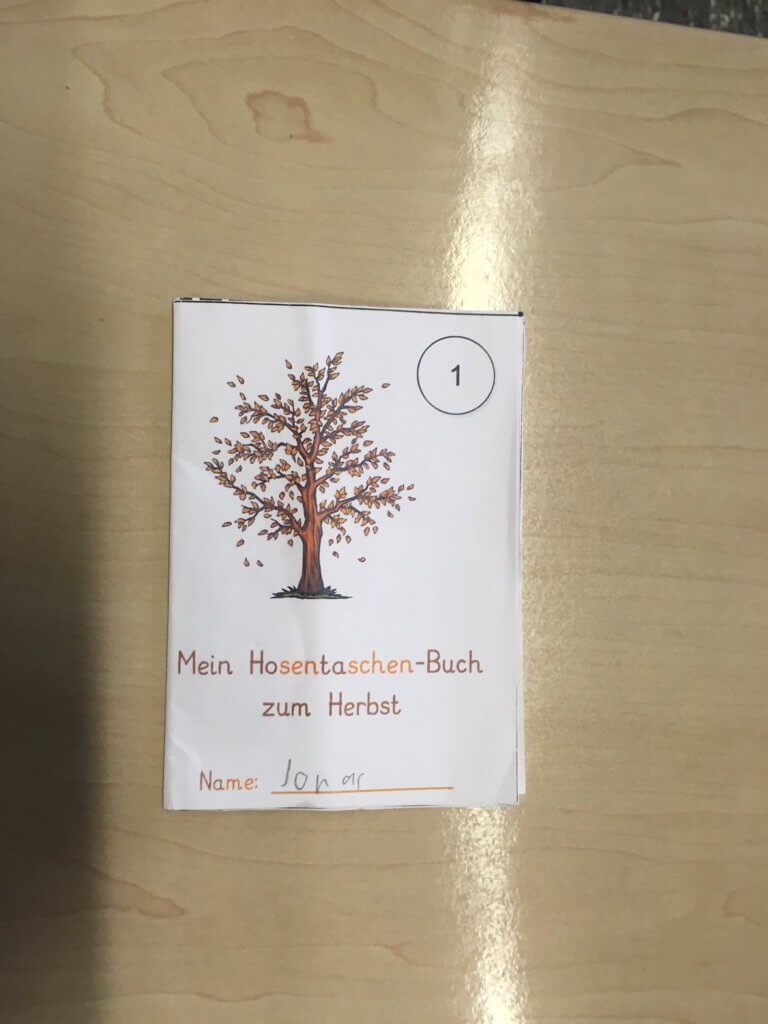 1
Mein Hosentaschen-Buch
zum Herbst
Name: Jonas